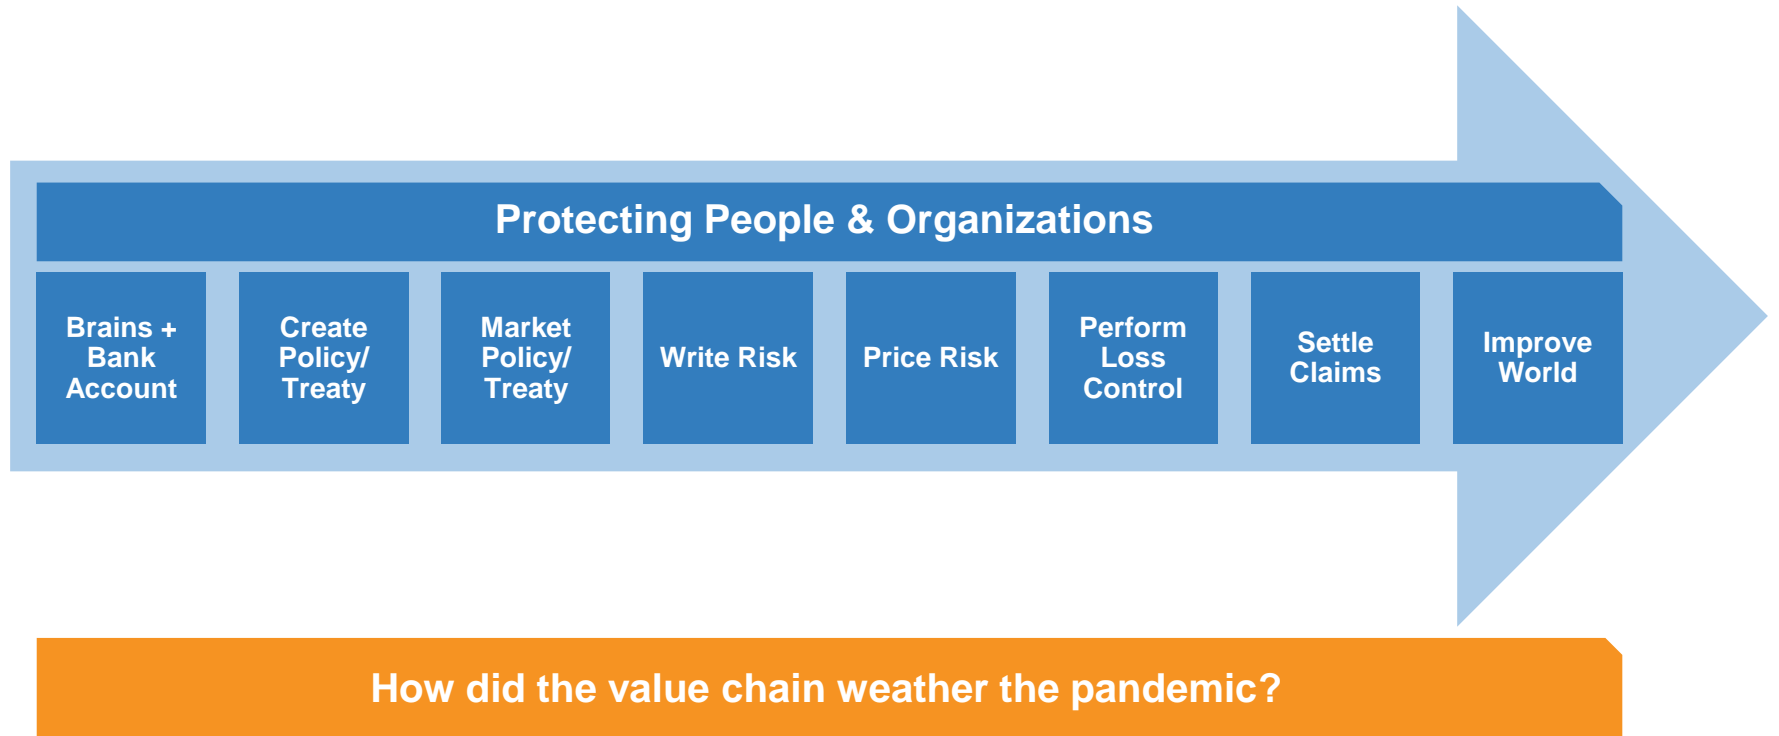 Protecting People & Organizations
Brains +
Bank
Account
Create
Policy/
Treaty
Market
Policy/
Treaty
Write Risk
Price Risk
Perform
Loss
Control
Settle
Claims
Improve
World
How did the value chain weather the pandemic?